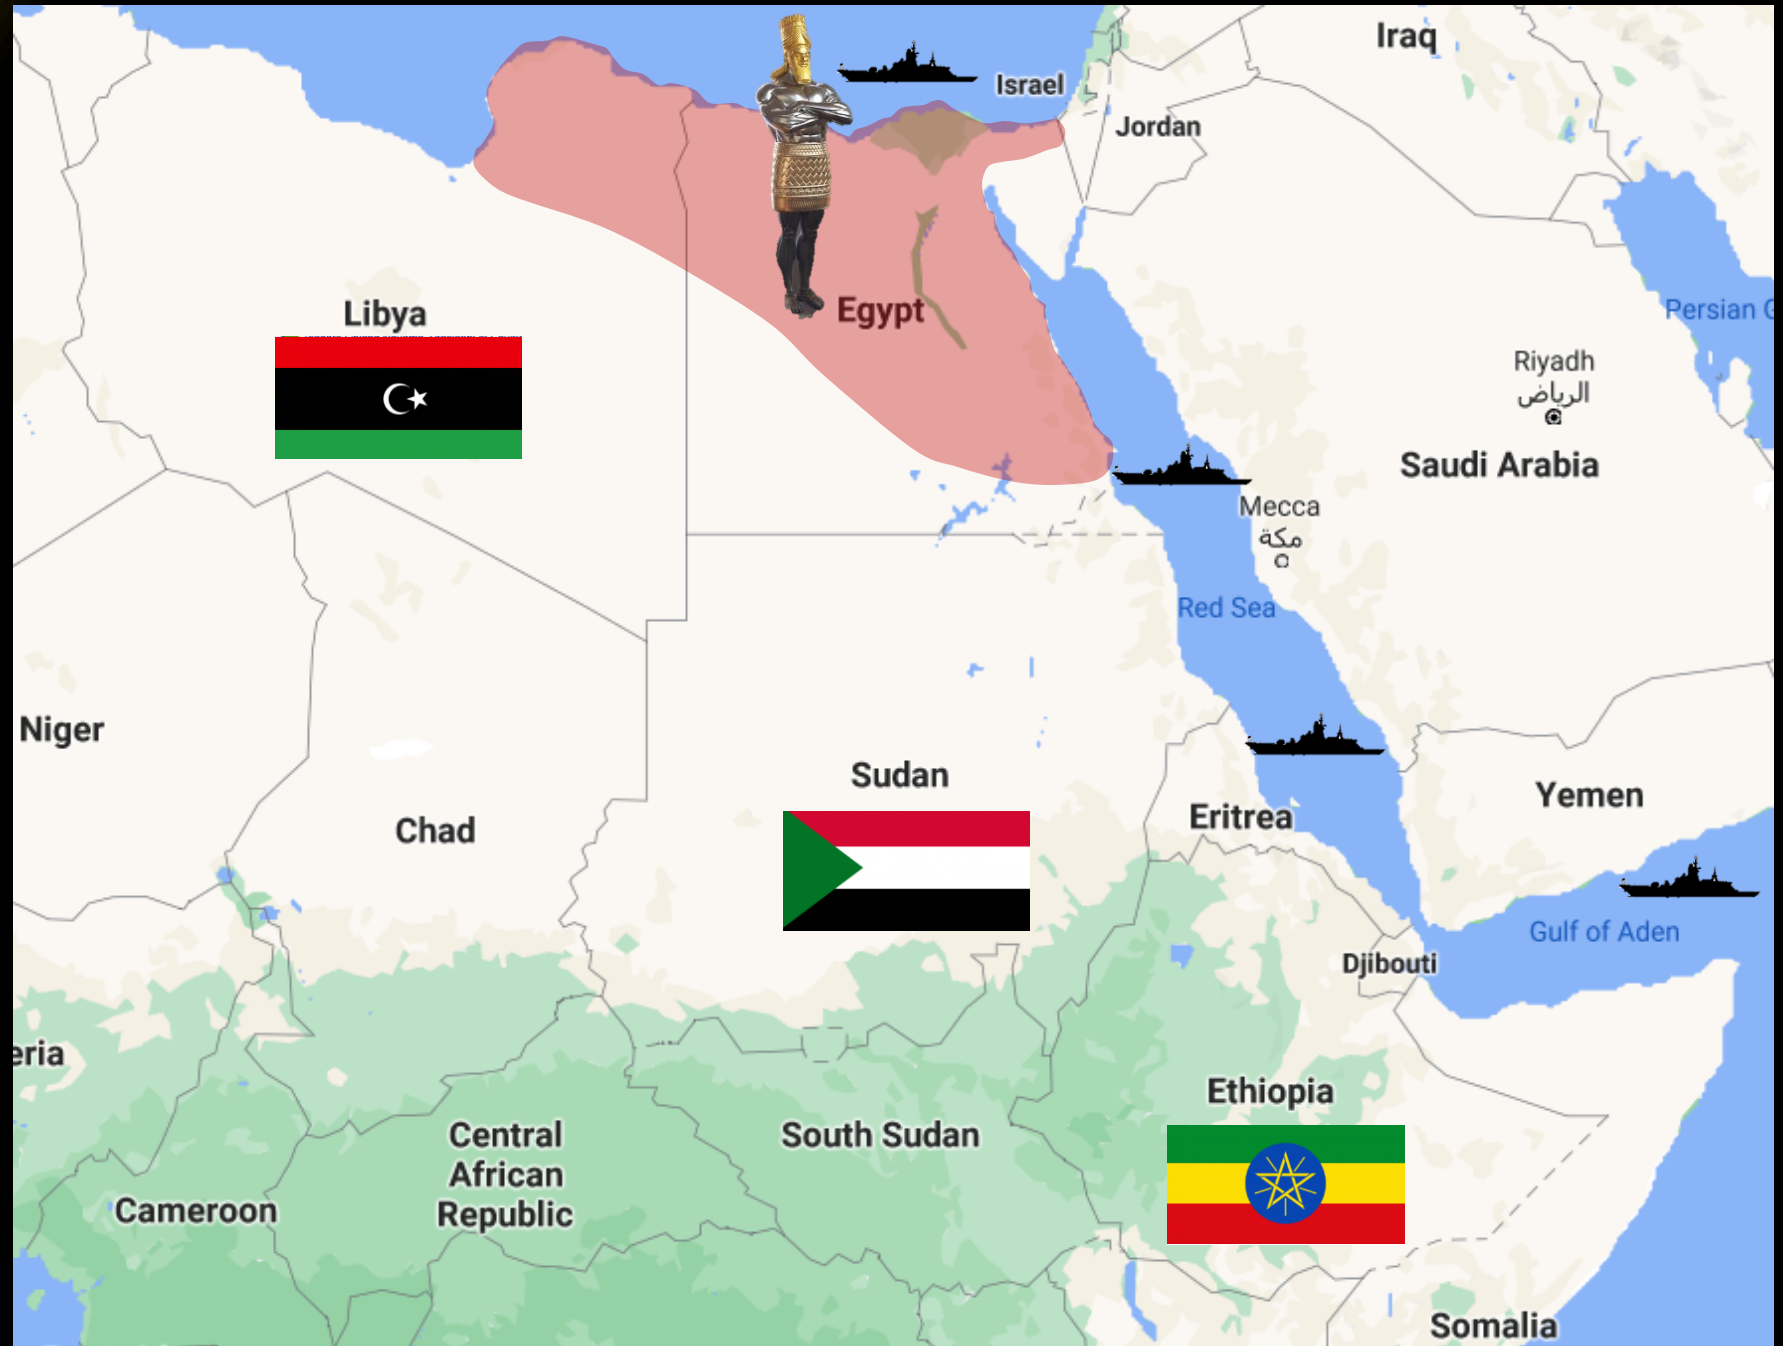 Iraq
Israel
Jordan
Libya
Egypt
Persian G
Riyadh
الرياض
Saudi Arabia
Mecca
مكة
Red Sea
Niger
Chad
Sudan
Eritrea
Yemen
Gulf of Aden
Djibouti
eria
Ethiopia
Central
African
Republic
South Sudan
Cameroon
Somalia